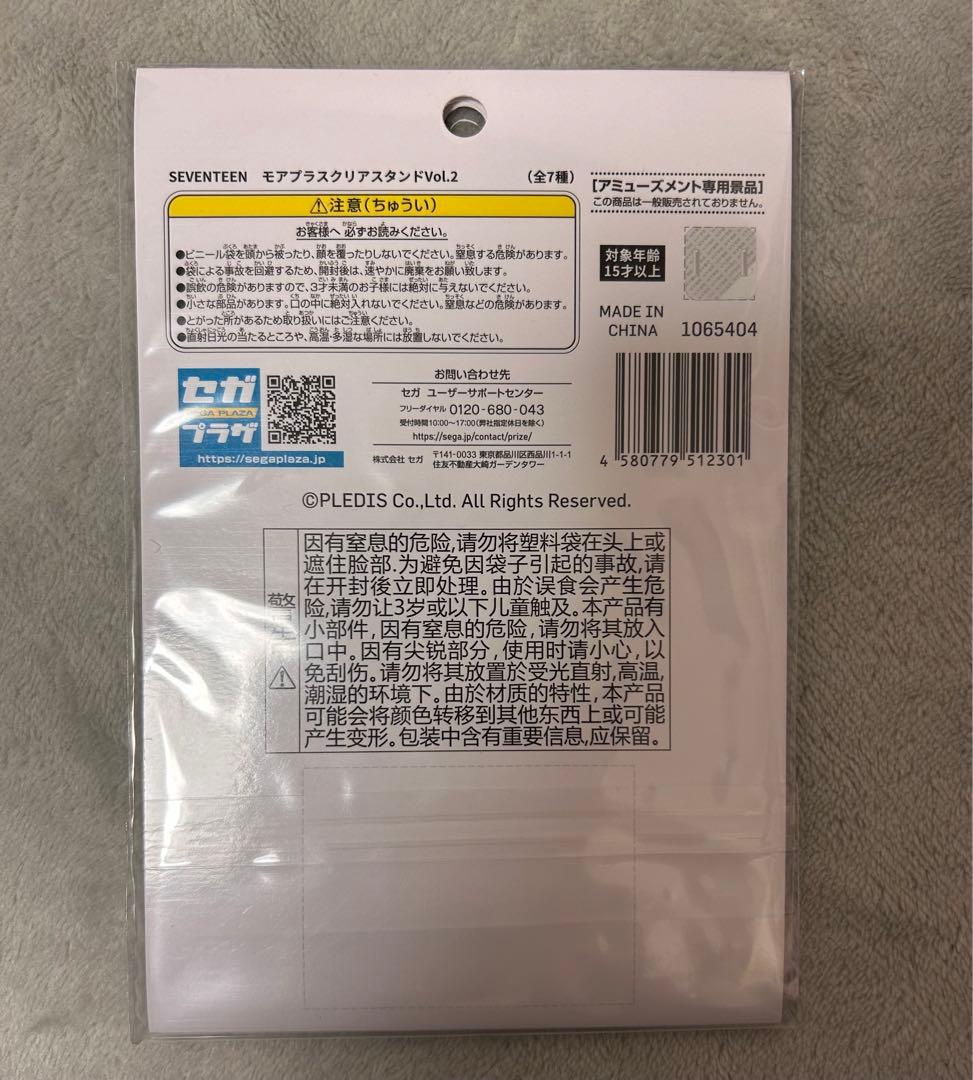 SEVENTEEN モアプラスクリアスタンドVol.2 (全7種)
[アミューズメント専用景品]
この商品は一般販売されておりません。
⚠注意(ちゅうい)
お客様へ 必ずお読みください。
●ビニール袋を頭から被ったり、顔を覆ったりしないでください。窒息する危険があります。
●袋による事故を回避するため、開封後は、速やかに廃棄をお願い致します。
●誤飲の危険がありますので、3才未満のお子様には絶対に与えないでください。
●小さな部品があります。口の中に絶対入れないでください。窒息などの危険があります。
●とがった所があるため取り扱いにはご注意ください。
●直射日光の当たるところや、高温・多湿な場所には放置しないでください。
対象年齢
15才以上
MADE IN
CHINA 1065404
セガ
SEGA PLAZA
プラザ
https://segaplaza.jp
お問い合わせ先
セガ ユーザーサポートセンター
フリーダイヤル 0120-680-043
受付時間10:00〜17:00(弊社指定休日を除く)
https://sega.jp/contact/prize/
株式会社 セガ 〒141-0033 東京都品川区西品川1-1-1
住友不動産大崎ガーデンタワー
4 580779 512301
©PLEDIS Co.,Ltd. All Rights Reserved.
因有窒息的危险,请勿将塑料袋在头上或
遮住脸部.为避免因袋子引起的事故,请
在开封後立即处理。由於误食会产生危
险,请勿让3岁或以下儿童触及。本产品有
小部件,因有窒息的危险,请勿将其放入
口中。因有尖锐部分,使用时请小心,以
免刮伤。请勿将其放置於受光直射,高温,
潮湿的环境下。由於材质的特性,本产品
可能会将颜色转移到其他东西上或可能
产生变形。包装中含有重要信息,应保留。